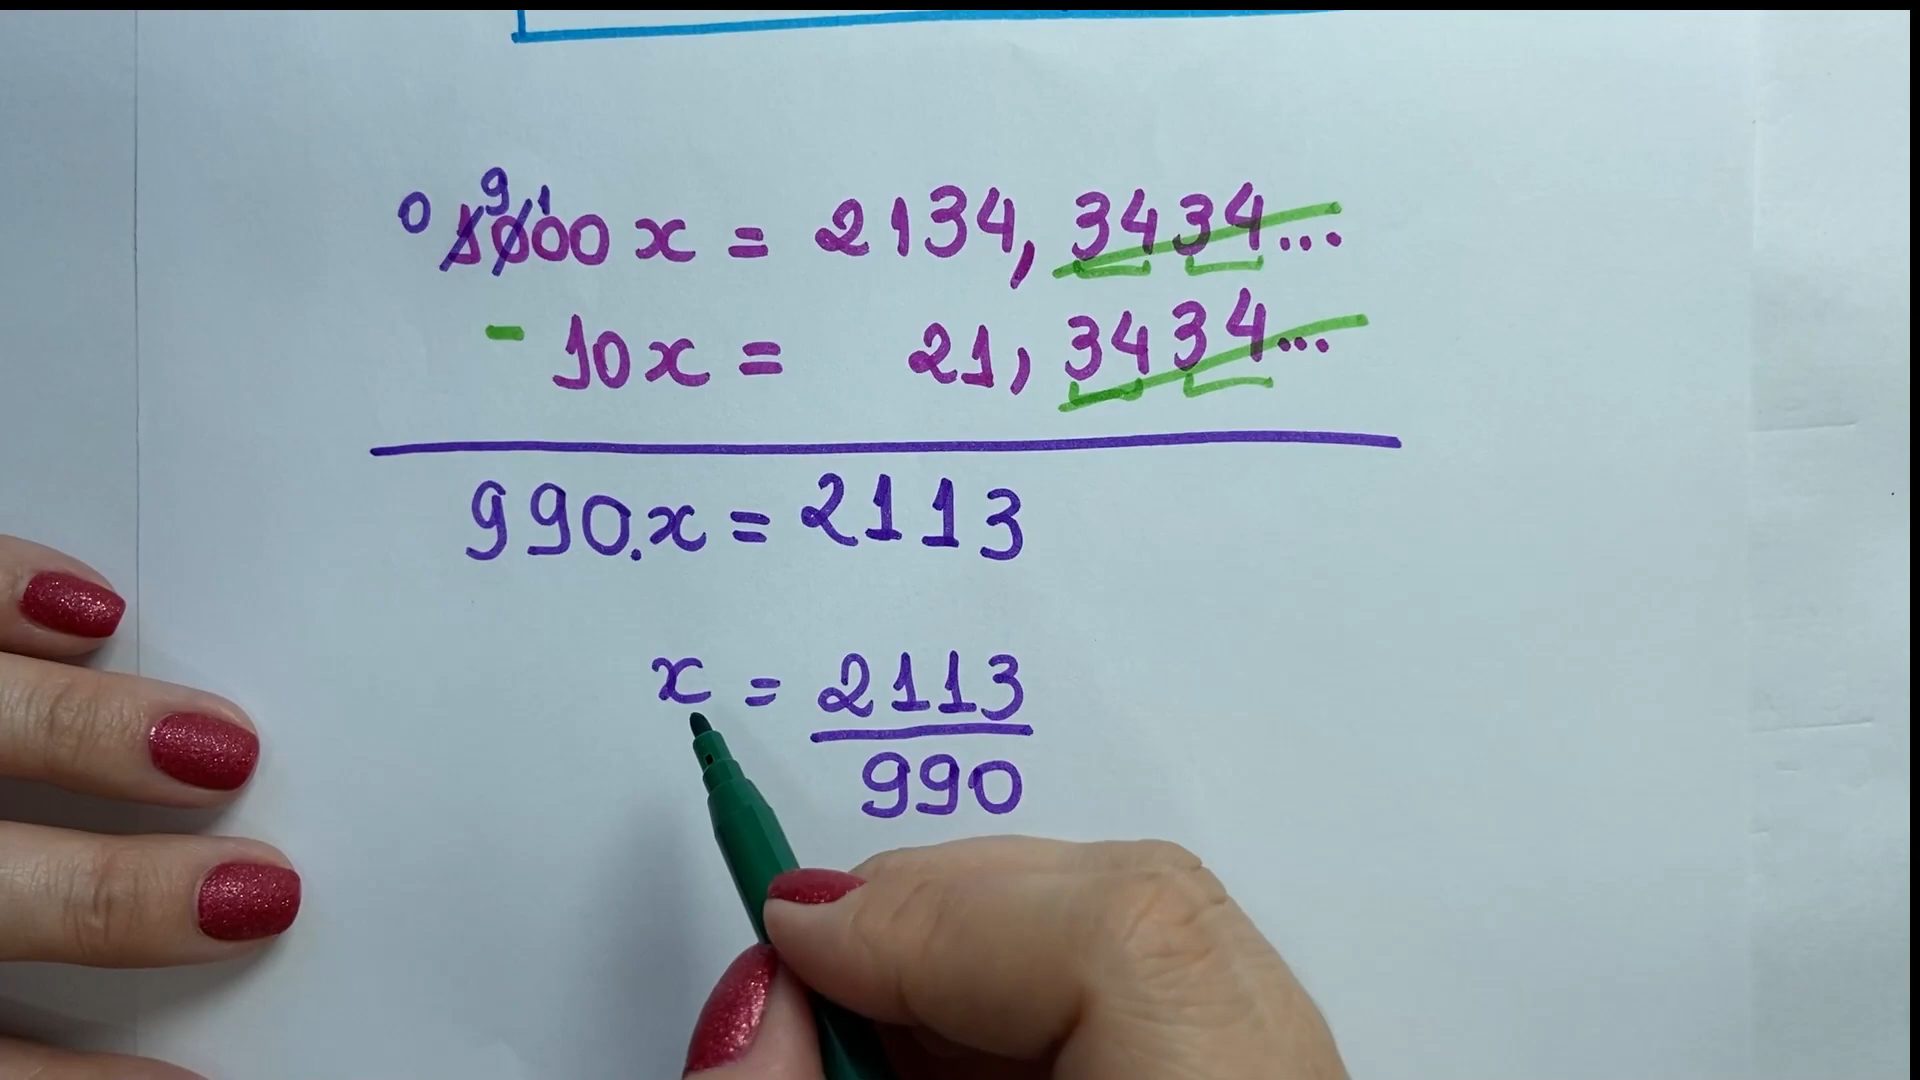 0 9 1
1000 x = 2134, 3434...
- 10 x = 21, 3434...
990.x = 2113
x = 2113
990